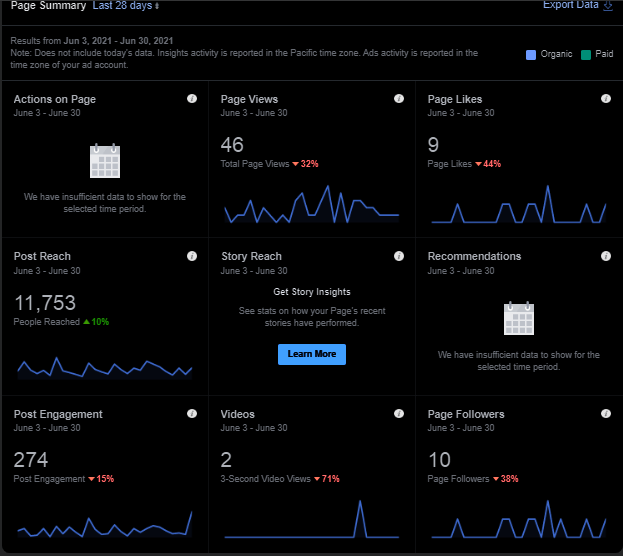 Page Summary Last 28 days
Export Data
Results from Jun 3, 2021 - Jun 30, 2021
Note: Does not include today's data. Insights activity is reported in the Pacific time zone. Ads activity is reported in the
time zone of your ad account.
Organic Paid
Actions on Page
June 3 - June 30
We have insufficient data to show for the
selected time period.
Page Views
June 3 - June 30
46
Total Page Views 32%
Page Likes
June 3 - June 30
9
Page Likes 44%
Post Reach
June 3 - June 30
11,753
People Reached 10%
Story Reach
June 3 - June 30
Get Story Insights
See stats on how your Page's recent
stories have performed.
Learn More
Recommendations
June 3 - June 30
We have insufficient data to show for the
selected time period.
Post Engagement
June 3 - June 30
274
Post Engagement 15%
Videos
June 3 - June 30
2
3-Second Video Views 71%
Page Followers
June 3 - June 30
10
Page Followers 38%